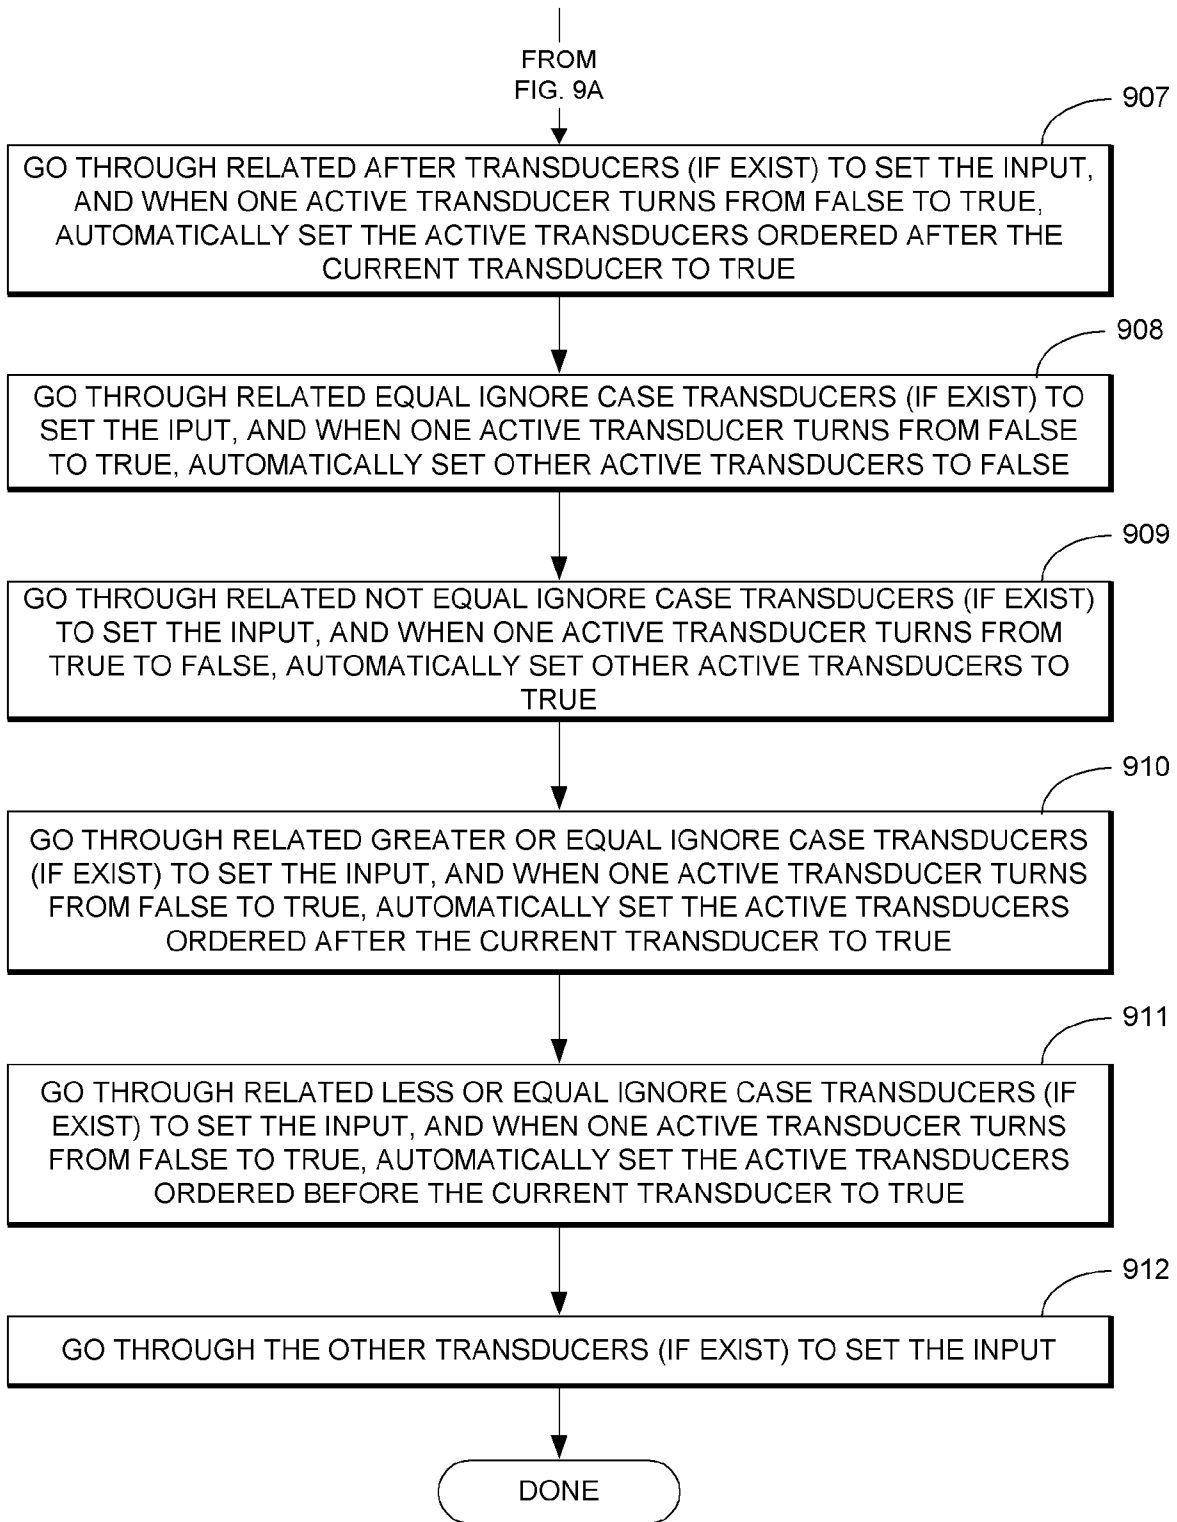 FROM
FIG. 9A
907
GO THROUGH RELATED AFTER TRANSDUCERS (IF EXIST) TO SET THE INPUT,
AND WHEN ONE ACTIVE TRANSDUCER TURNS FROM FALSE TO TRUE,
AUTOMATICALLY SET THE ACTIVE TRANSDUCERS ORDERED AFTER THE
CURRENT TRANSDUCER TO TRUE
908
GO THROUGH RELATED EQUAL IGNORE CASE TRANSDUCERS (IF EXIST) TO
SET THE IPUT, AND WHEN ONE ACTIVE TRANSDUCER TURNS FROM FALSE
TO TRUE, AUTOMATICALLY SET OTHER ACTIVE TRANSDUCERS TO FALSE
909
GO THROUGH RELATED NOT EQUAL IGNORE CASE TRANSDUCERS (IF EXIST)
TO SET THE INPUT, AND WHEN ONE ACTIVE TRANSDUCER TURNS FROM
TRUE TO FALSE, AUTOMATICALLY SET OTHER ACTIVE TRANSDUCERS TO
TRUE
910
GO THROUGH RELATED GREATER OR EQUAL IGNORE CASE TRANSDUCERS
(IF EXIST) TO SET THE INPUT, AND WHEN ONE ACTIVE TRANSDUCER TURNS
FROM FALSE TO TRUE, AUTOMATICALLY SET THE ACTIVE TRANSDUCERS
ORDERED AFTER THE CURRENT TRANSDUCER TO TRUE
911
GO THROUGH RELATED LESS OR EQUAL IGNORE CASE TRANSDUCERS (IF
EXIST) TO SET THE INPUT, AND WHEN ONE ACTIVE TRANSDUCER TURNS
FROM FALSE TO TRUE, AUTOMATICALLY SET THE ACTIVE TRANSDUCERS
ORDERED BEFORE THE CURRENT TRANSDUCER TO TRUE
912
GO THROUGH THE OTHER TRANSDUCERS (IF EXIST) TO SET THE INPUT
DONE